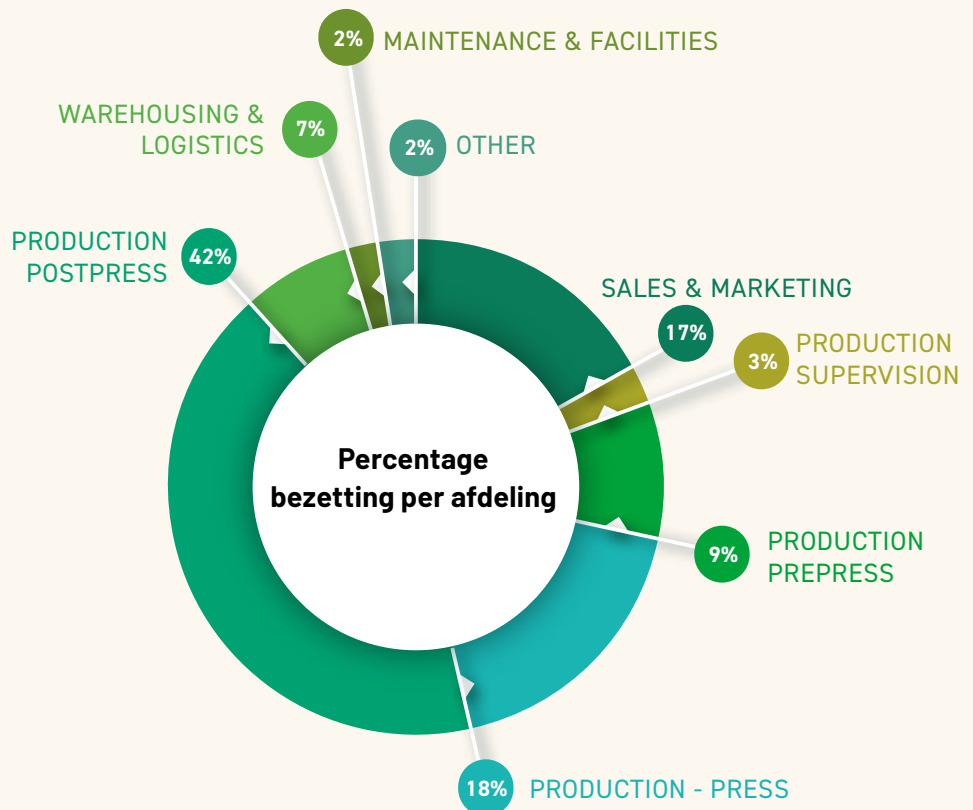 2%
MAINTENANCE & FACILITIES
WAREHOUSING &
LOGISTICS
7%
2%
OTHER
PRODUCTION
POSTPRESS
42%
SALES & MARKETING
17%
PRODUCTION
SUPERVISION
3%
Percentage
bezetting per afdeling
9%
PRODUCTION
PREPRESS
18%
PRODUCTION - PRESS